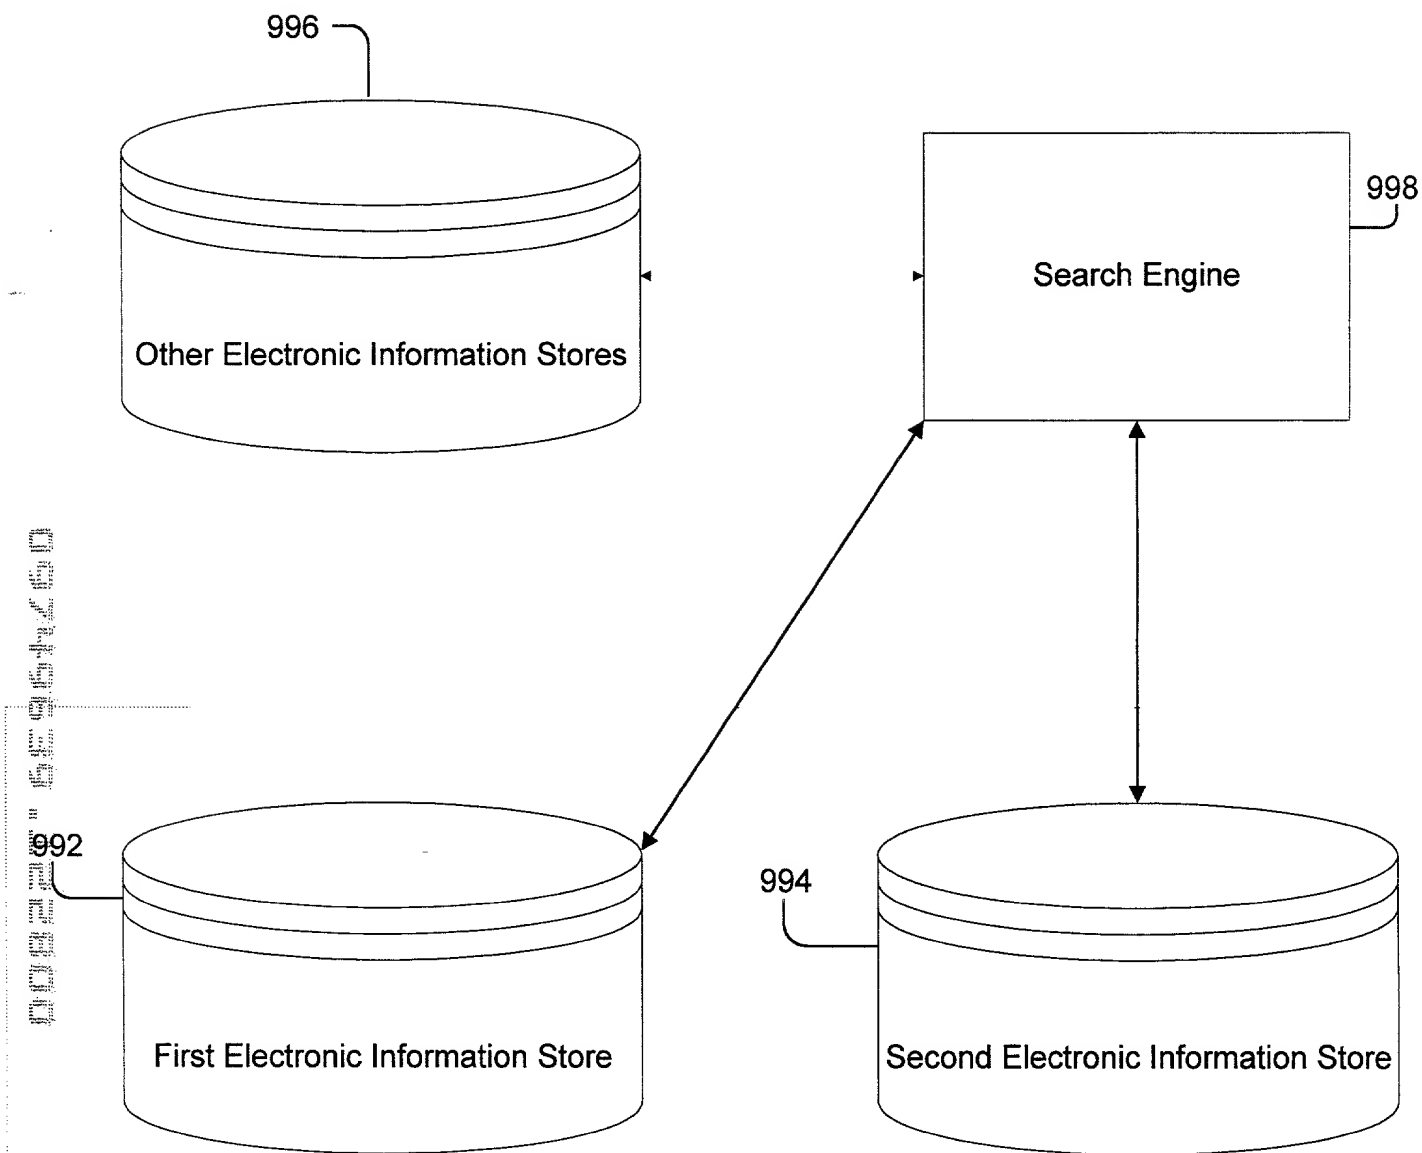 996
998
Search Engine
Other Electronic Information Stores
992
994
First Electronic Information Store
Second Electronic Information Store